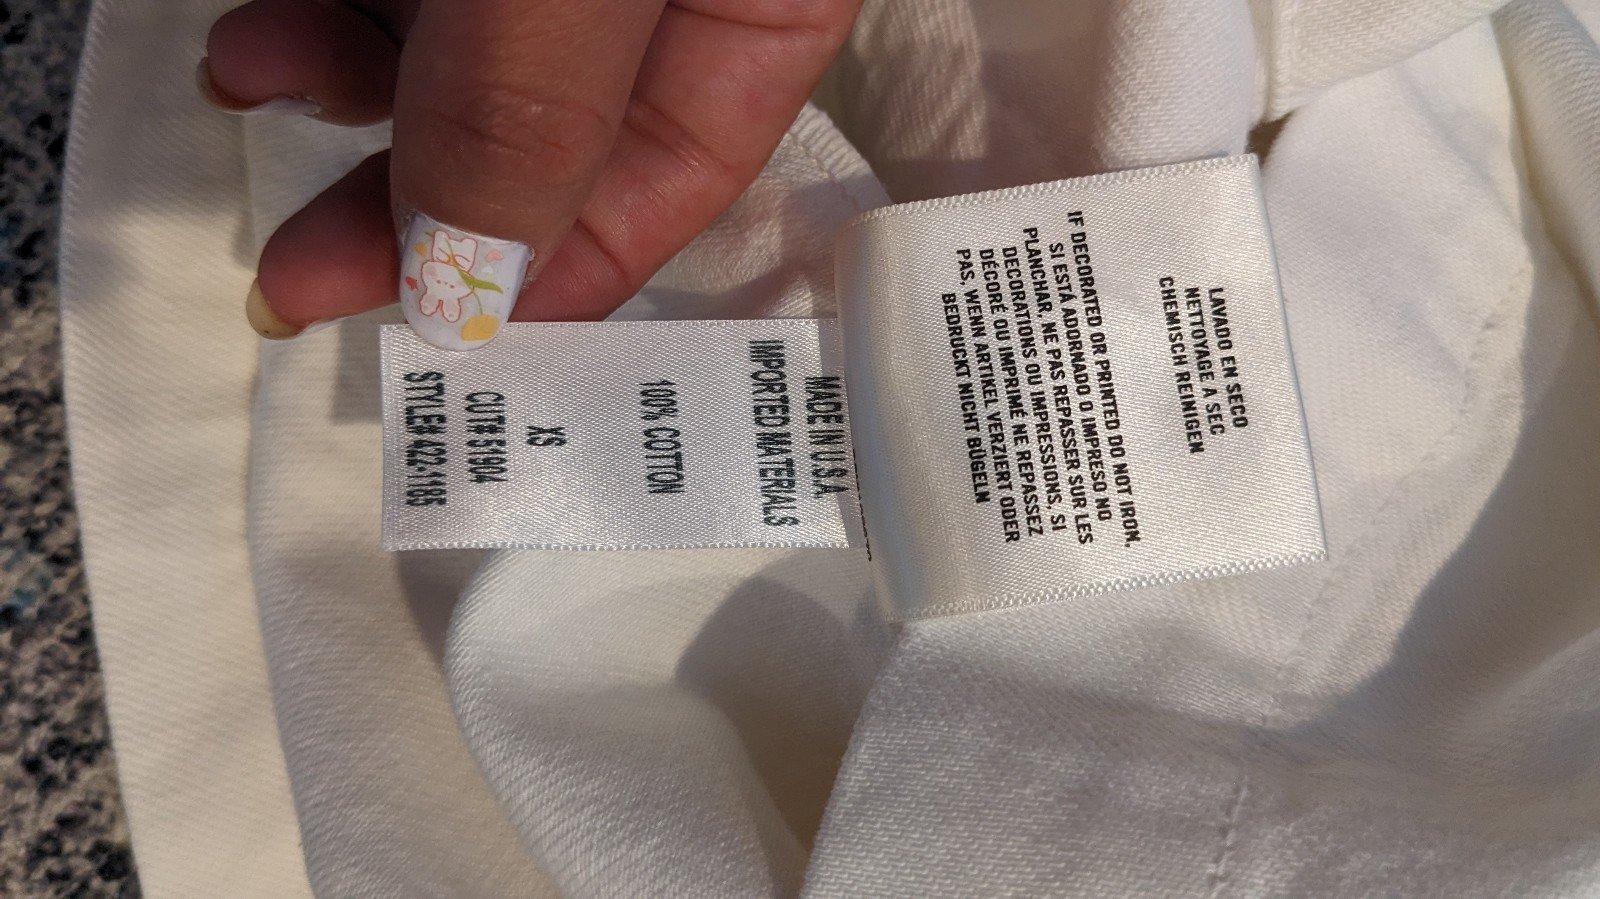 MADE IN U.S.A
IMPORTED MATERIALS
100% COTTON
XS
CUT# 51904
STYLE# 422-1185
LAVADO EN SECO
NETTOYAGE A SEC
CHEMISCH REINIGEN
IF DECORATED OR PRINTED DO NOT IRON.
SI ESTÁ ADORNADO O IMPRESO NO
PLANCHAR. NE PAS REPASSER SUR LES
DECORATIONS OU IMPRESSIONS. SI
DÉCORÉ OU IMPRIMÉ NE REPASSEZ
PAS. WENN ARTIKEL VERZIERT ODER
BEDRUCKT NICHT BÜGELN